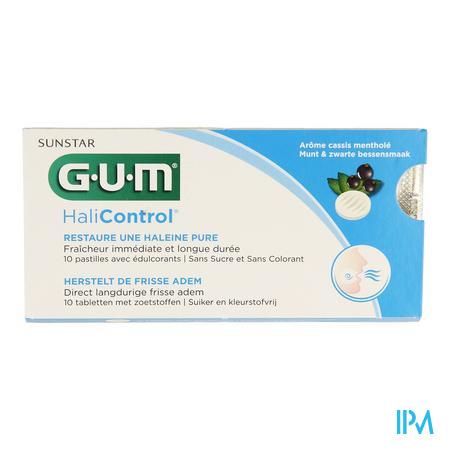 SUNSTAR
G·U·M®
HaliControl®
RESTAURE UNE HALEINE PURE
Fraîcheur immédiate et longue durée
10 pastilles avec édulcorants | Sans Sucre et Sans Colorant
HERSTELT DE FRISSE ADEM
Direct langdurige frisse adem
10 tabletten met zoetstoffen | Suiker en kleurstofvrij
Arôme cassis mentholé
Munt & zwarte bessensmaak
IPM